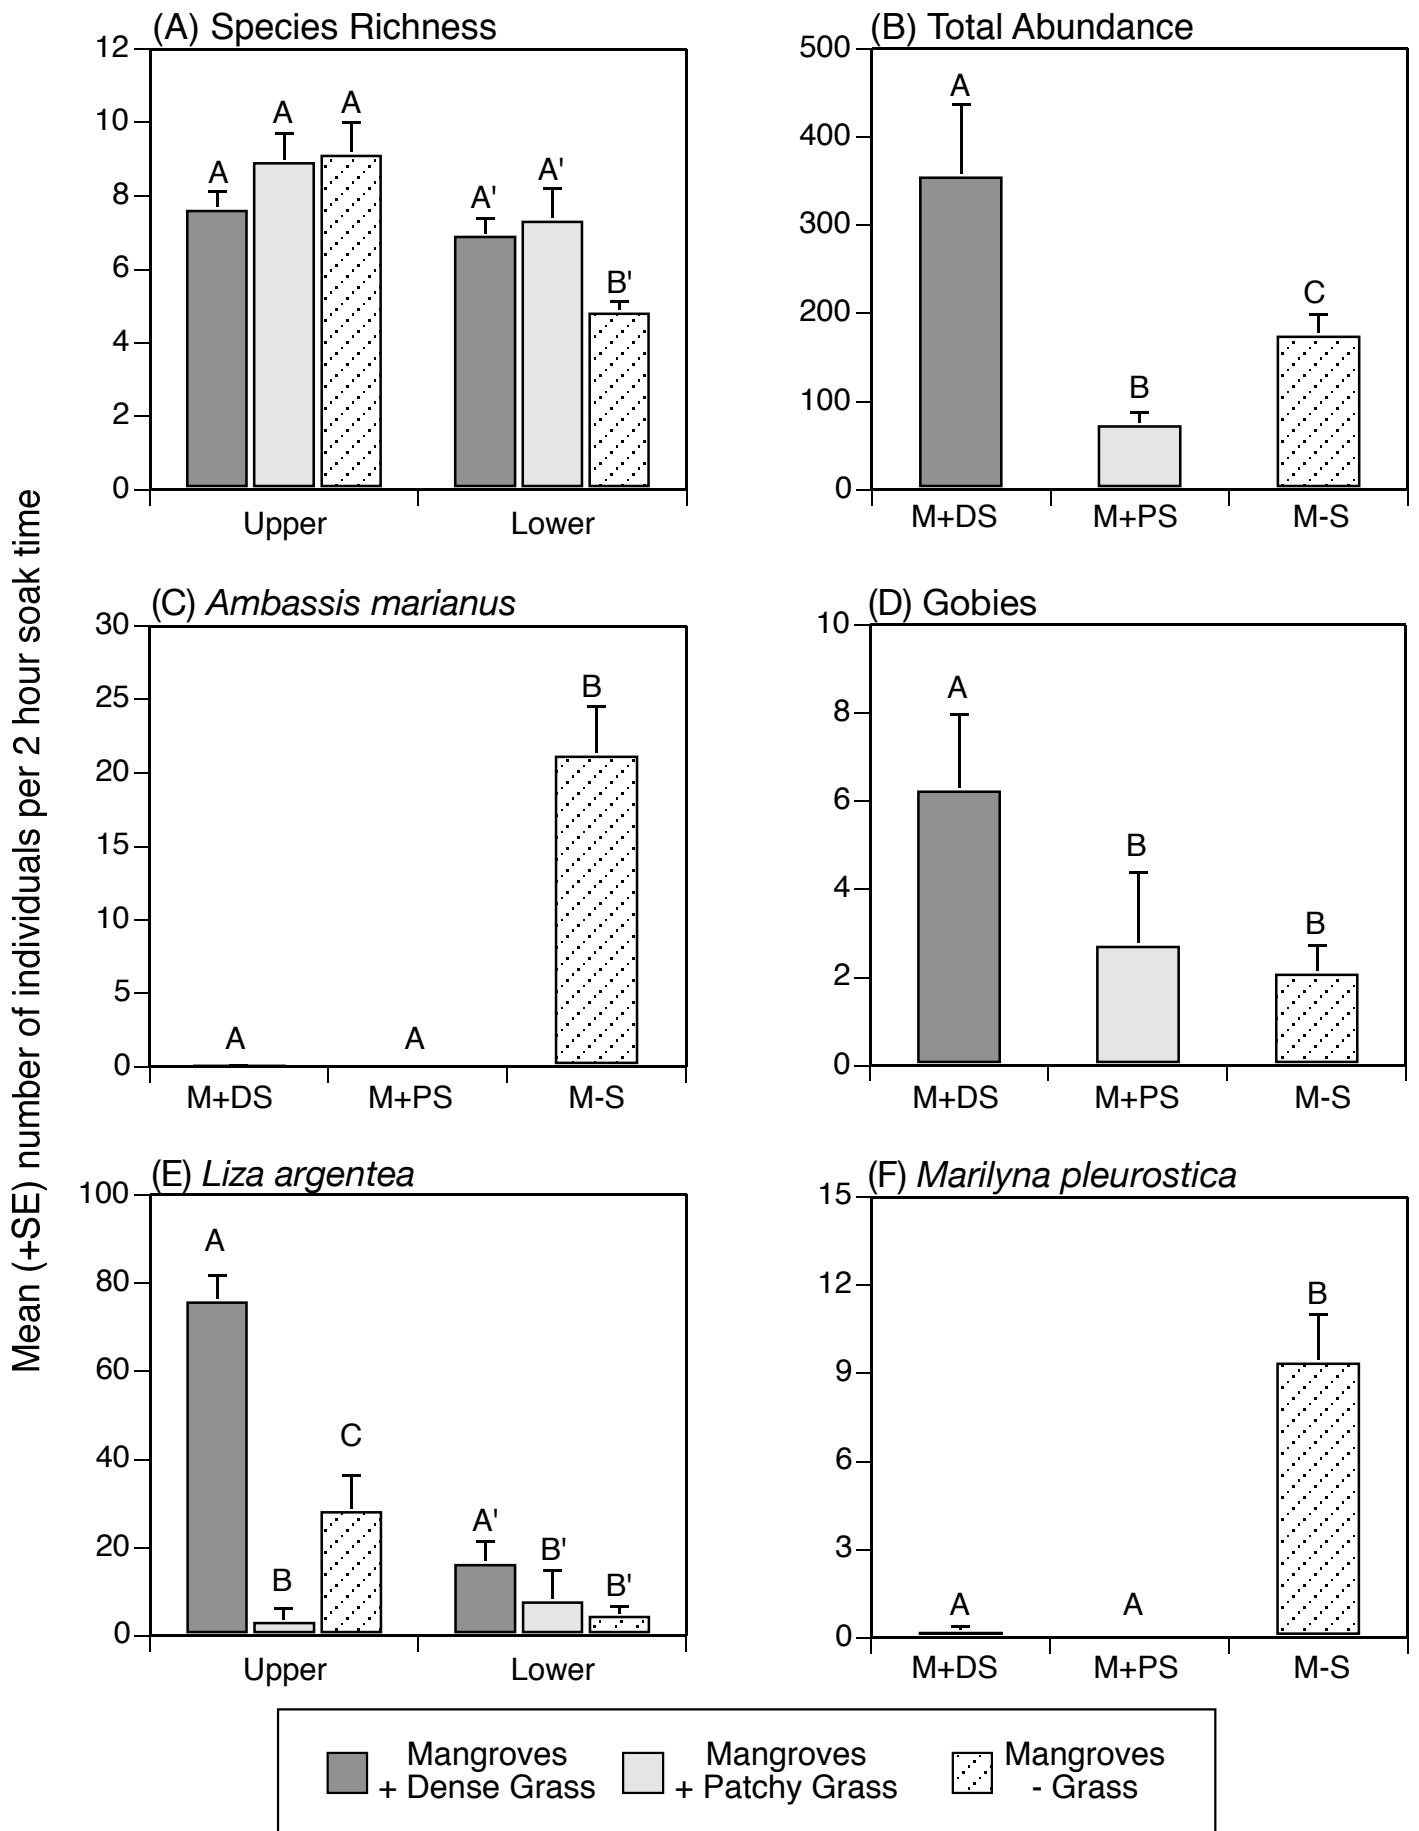 Mean (+SE) number of individuals per 2 hour soak time
(A) Species Richness
12
10
8
6
4
2
0
A
A
A
A'
A'
B'
Upper
Lower
(B) Total Abundance
500
400
300
200
100
0
A
B
C
M+DS
M+PS
M-S
(C) Ambassis marianus
30
25
20
15
10
5
0
A
A
B
M+DS
M+PS
M-S
(D) Gobies
10
8
6
4
2
0
A
B
B
M+DS
M+PS
M-S
(E) Liza argentea
100
80
60
40
20
0
A
B
C
A'
B'
B'
Upper
Lower
(F) Marilyna pleurostica
15
12
9
6
3
0
A
A
B
M+DS
M+PS
M-S
Mangroves
+ Dense Grass
Mangroves
+ Patchy Grass
Mangroves
- Grass